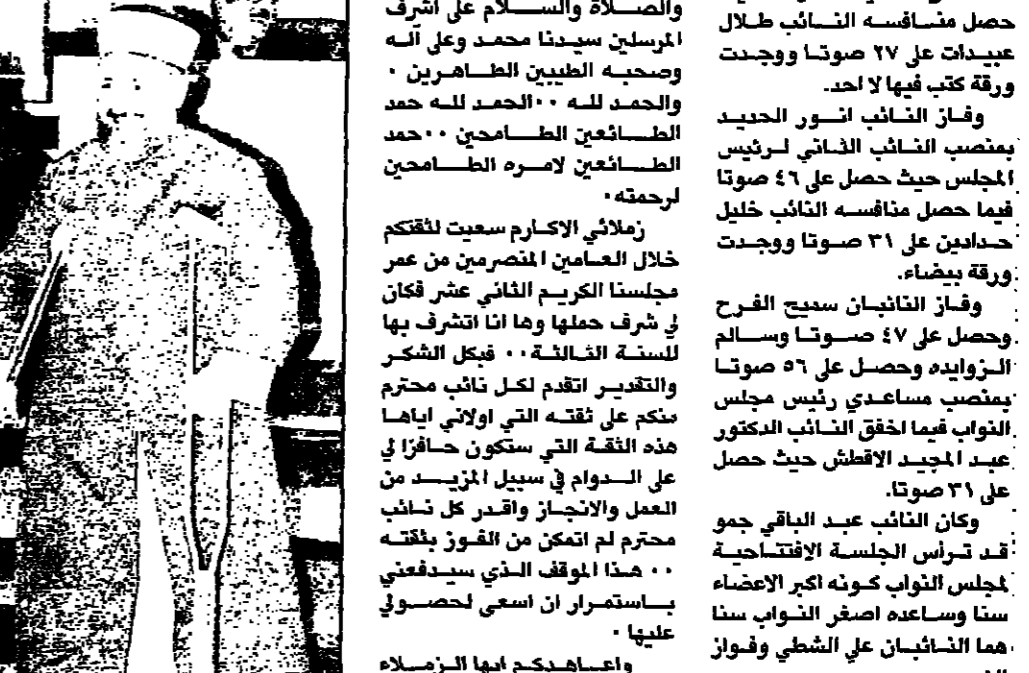 حصل منافسه النائب طلال
عبيدات على ٢٧ صوتا ووجدت
ورقة كتب فيها لا احد.
وفاز النائب انور الحديد
بمنصب النائب الثاني لرئيس
المجلس حيث حصل على ٤٦ صوتا
فيما حصل منافسه النائب خليل
حدادين على ٣١ صوتا ووجدت
ورقة بيضاء.
وفاز النائبان سميح الفرح
وحصل على ٤٧ صوتا وسالم
الزوايده وحصل على ٥٦ صوتا
بمنصب مساعدي رئيس مجلس
النواب فيما اخفق النائب الدكتور
عبد المجيد الاقطش حيث حصل
على ٣١ صوتا.
وكان النائب عبد الباقي جمو
قد ترأس الجلسة الافتتاحية
لمجلس النواب كونه اكبر الاعضاء
سنا وساعده اصغر النواب سنا
هما النائبان علي الشطي وفواز
والصلاة والسلام على اشرف
المرسلين سيدنا محمد وعلى آله
وصحبه الطيبين الطاهرين ٠
والحمد لله ٠٠ الحمد لله حمد
الطائعين الطامحين ٠٠ حمد
الطائعين لامره الطامحين
لرحمته ٠
زملائي الاكارم سعيت لثقتكم
خلال العامين المنصرمين من عمر
مجلسنا الكريم الثاني عشر فكان
لي شرف حملها وها انا اتشرف بها
للسنة الثالثة ٠٠ فبكل الشكر
والتقدير اتقدم لكل نائب محترم
منكم على ثقته التي اولاني اياها
هذه الثقة التي ستكون حافزا لي
على الدوام في سبيل المزيد من
العمل والانجاز واقدر كل نائب
محترم لم اتمكن من الفوز بثقته
٠٠ هذا الموقف الذي سيدفعني
باستمرار ان اسعى لحصولي
عليها ٠
واعاهدكم ايها الزملاء